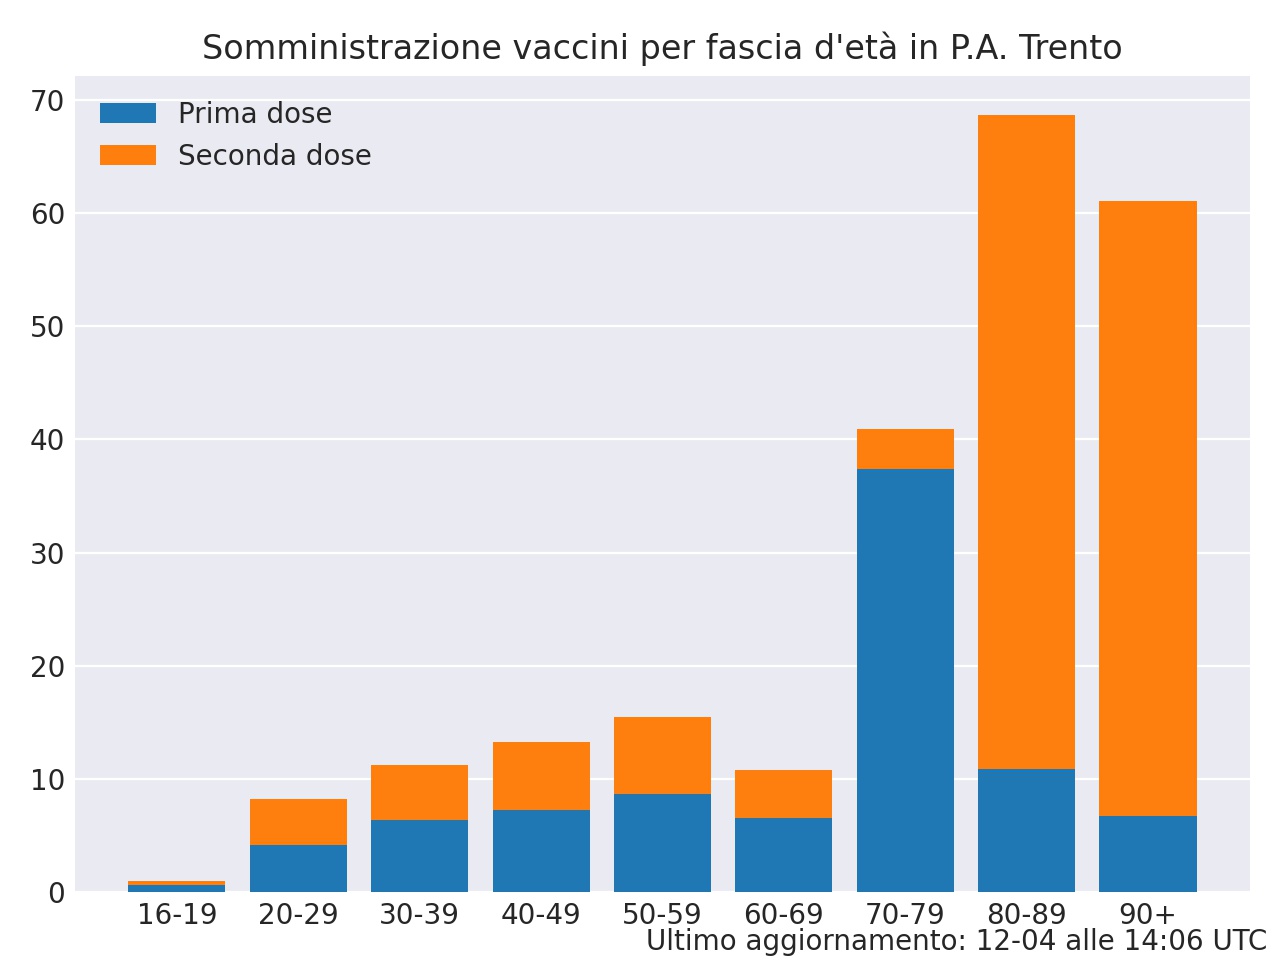 Somministrazione vaccini per fascia d'età in P.A. Trento
Prima dose
Seconda dose
70
60
50
40
30
20
10
0
16-19 20-29 30-39 40-49 50-59 60-69 70-79 80-89 90+
Ultimo aggiornamento: 12-04 alle 14:06 UTC